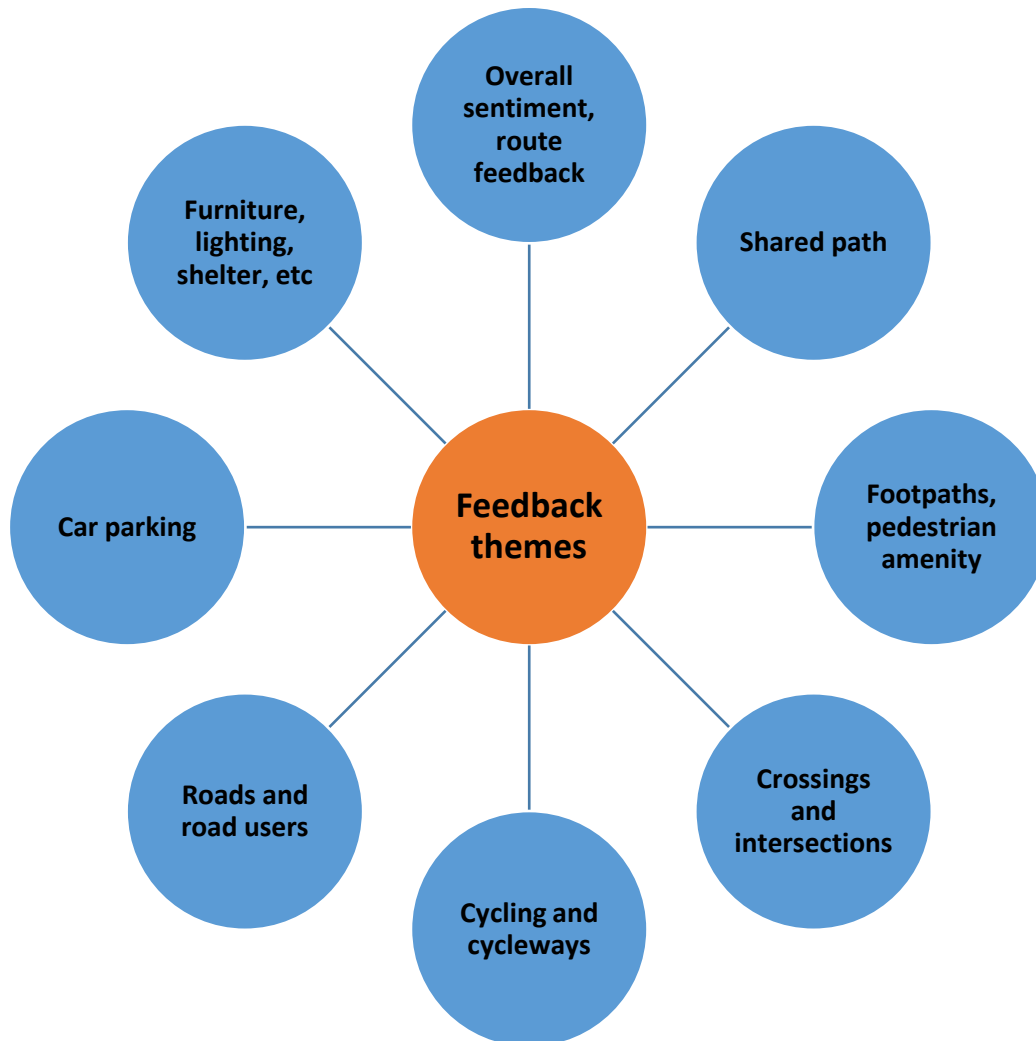 Overall
sentiment,
route
feedback
Shared path
Footpaths,
pedestrian
amenity
Crossings
and
intersections
Cycling and
cycleways
Roads and
road users
Car parking
Furniture,
lighting,
shelter, etc
Feedback
themes